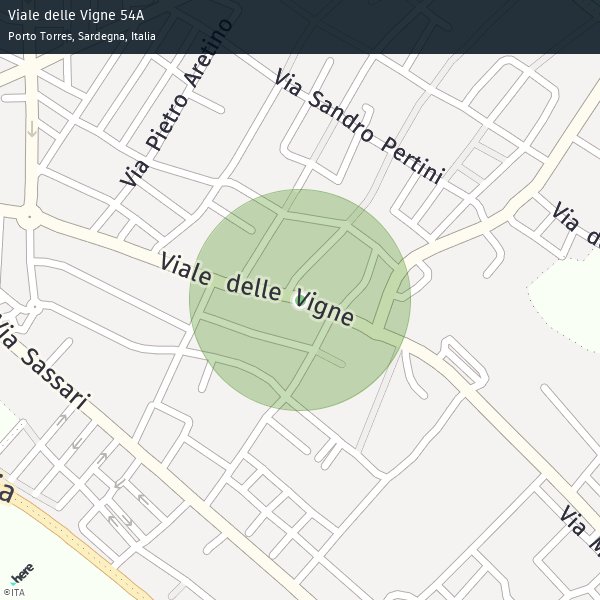 Viale delle Vigne 54A
Porto Torres, Sardegna, Italia
Via Pietro Aretino
Via Sandro Pertini
Via d
Viale delle Vigne
Via Sassari
ia
Via M
here
©ITA